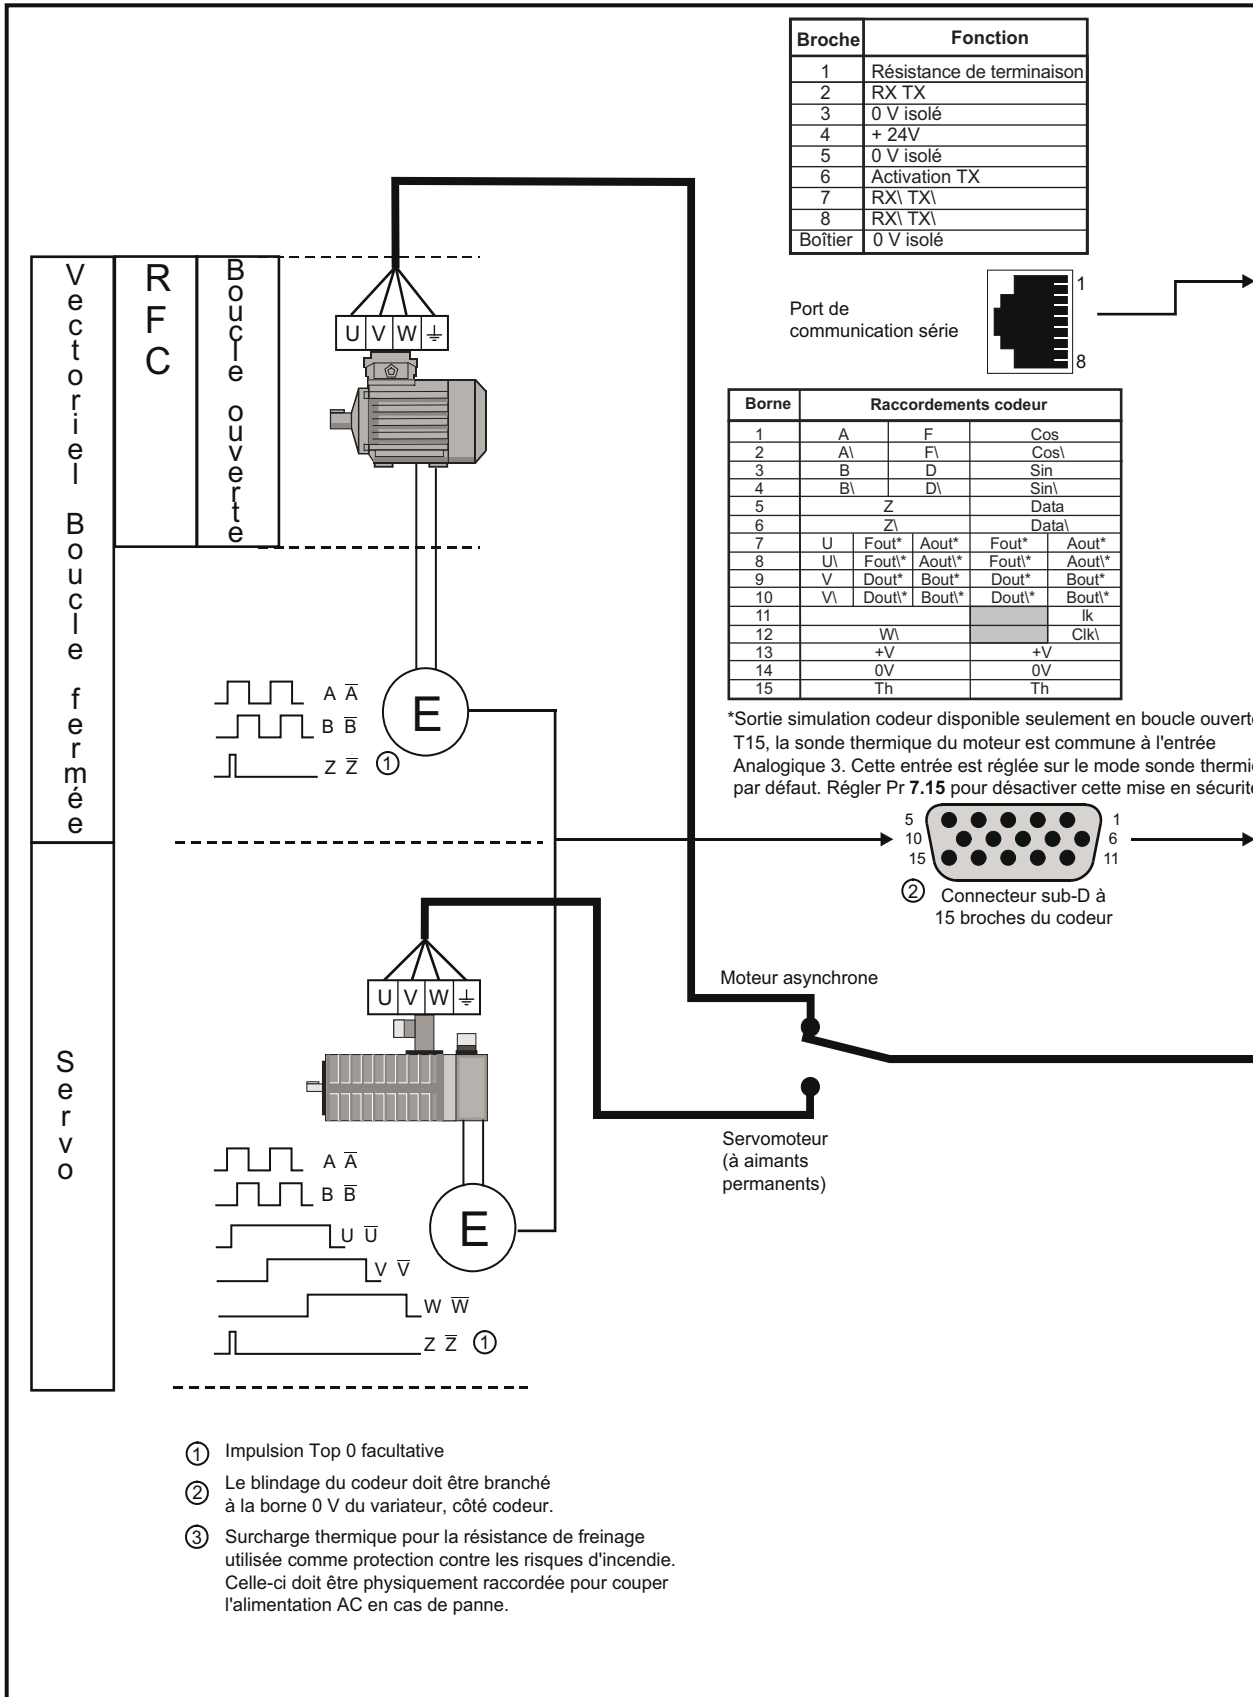 Broche Fonction
1 Résistance de terminaison
2 RX TX
3 0 V isolé
4 + 24V
5 0 V isolé
6 Activation TX
7 RX\ TX\
8 RX\ TX\
Boîtier 0 V isolé
Port de
communication série
1
8
Vectoriel Boucle fermée
RFC
Boucle ouverte
U V W
Borne Raccordements codeur
1 A F Cos
2 A\ F\ Cos\
3 B D Sin
4 B\ D\ Sin\
5 Z Data
6 Z\ Data\
7 U Fout* Aout* Fout* Aout*
8 U\ Fout\* Aout\* Fout\* Aout\*
9 V Dout* Bout* Dout* Bout*
10 V\ Dout\* Bout\* Dout\* Bout\*
11 lk
12 W\ Clk\
13 +V +V
14 0V 0V
15 Th Th
*Sortie simulation codeur disponible seulement en boucle ouverte
T15, la sonde thermique du moteur est commune à l'entrée
Analogique 3. Cette entrée est réglée sur le mode sonde thermi
par défaut. Régler Pr 7.15 pour désactiver cette mise en sécurité
A A̅
B B̅
Z Z̅ ①
E
5 1
10 6
15 11
② Connecteur sub-D à
15 broches du codeur
Servo
U V W
Moteur asynchrone
Servomoteur
(à aimants
permanents)
A A̅
B B̅
U U̅
V V̅
W W̅
Z Z̅ ①
E
① Impulsion Top 0 facultative
② Le blindage du codeur doit être branché
à la borne 0 V du variateur, côté codeur.
③ Surcharge thermique pour la résistance de freinage
utilisée comme protection contre les risques d'incendie.
Celle-ci doit être physiquement raccordée pour couper
l'alimentation AC en cas de panne.